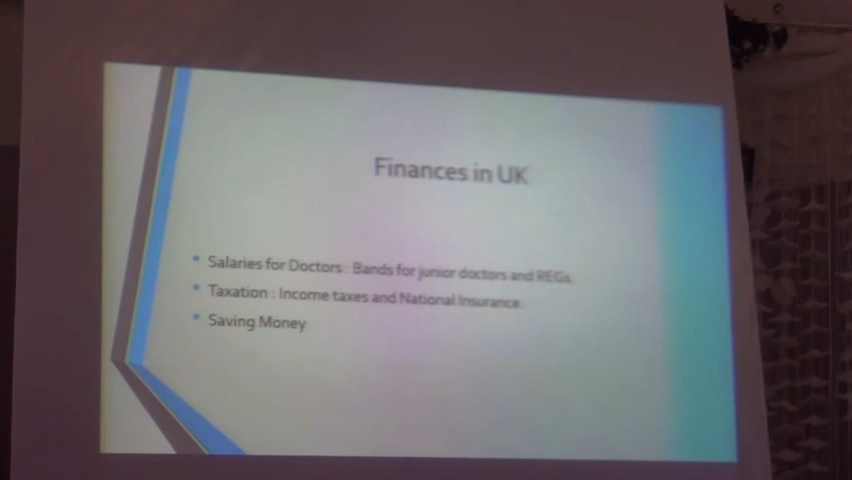 Finances in UK
Salaries for Doctors : Bands for junior doctors and REGs.
Taxation : Income taxes and National Insurance.
Saving Money